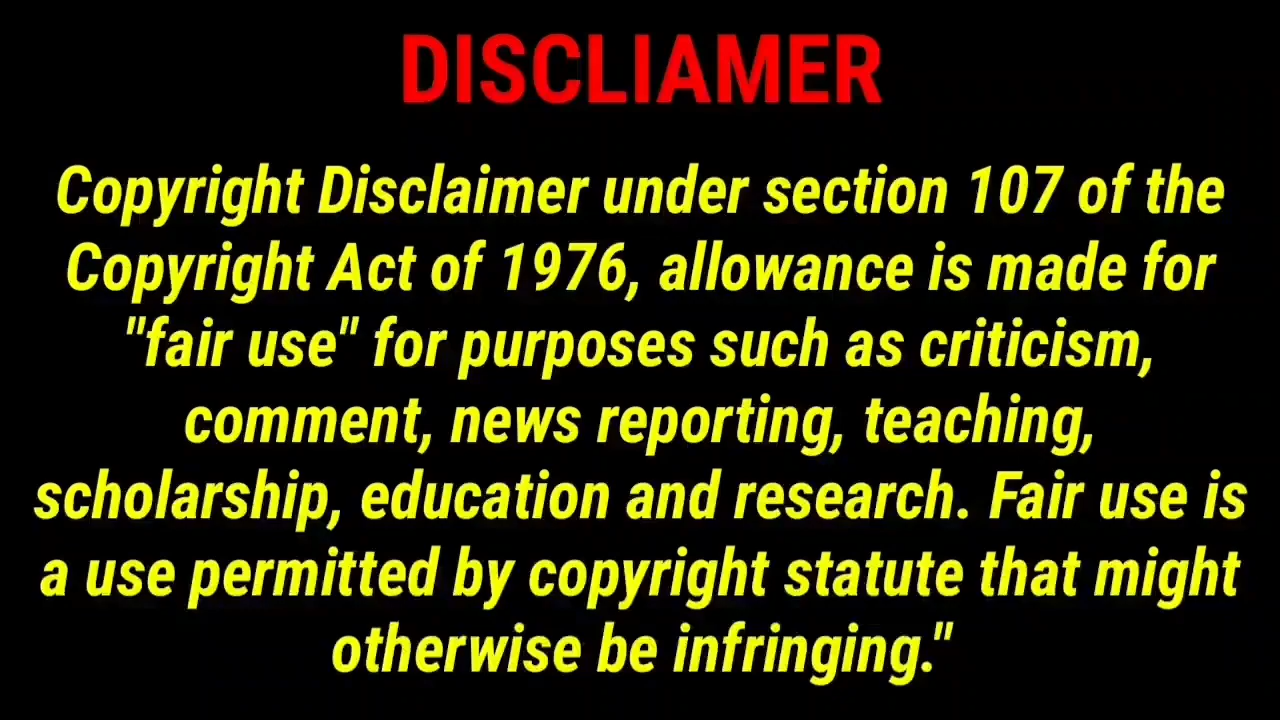 DISCLIAMER
Copyright Disclaimer under section 107 of the
Copyright Act of 1976, allowance is made for
"fair use" for purposes such as criticism,
comment, news reporting, teaching,
scholarship, education and research. Fair use is
a use permitted by copyright statute that might
otherwise be infringing."